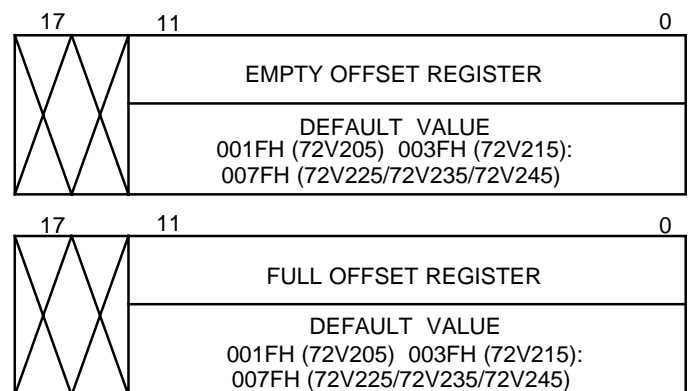 17 11 0
EMPTY OFFSET REGISTER
DEFAULT VALUE
001FH (72V205) 003FH (72V215):
007FH (72V225/72V235/72V245)
17 11 0
FULL OFFSET REGISTER
DEFAULT VALUE
001FH (72V205) 003FH (72V215):
007FH (72V225/72V235/72V245)